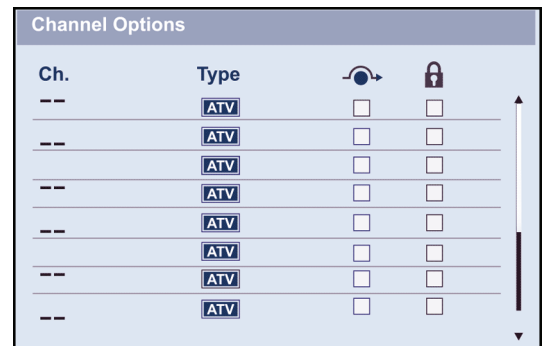 Channel Options
Ch. Type
-- ATV
-- ATV
ATV
-- ATV
-- ATV
ATV
-- ATV
-- ATV